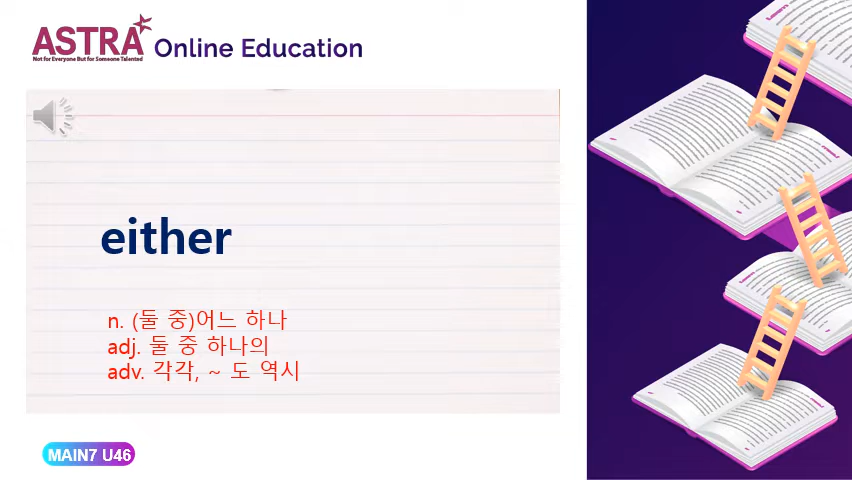 ASTRA
Not for Everyone But for Someone Talented
Online Education
either
n. (둘 중)어느 하나
adj. 둘 중 하나의
adv. 각각, ~ 도 역시
MAIN7 U46